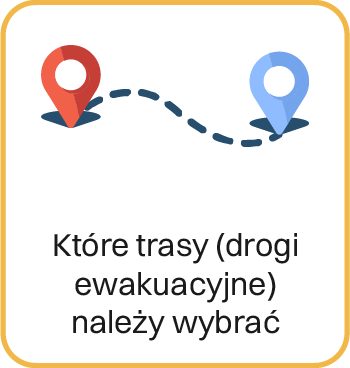 Które trasy (drogi
ewakuacyjne)
należy wybrać